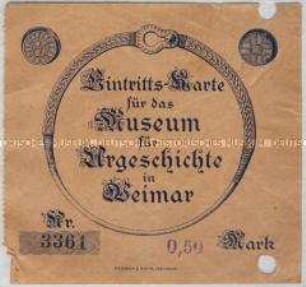 Eintritts-Karte
für das
Museum
für
Urgeschichte
in
Weimar
Nr.
3361 0,50 Mark